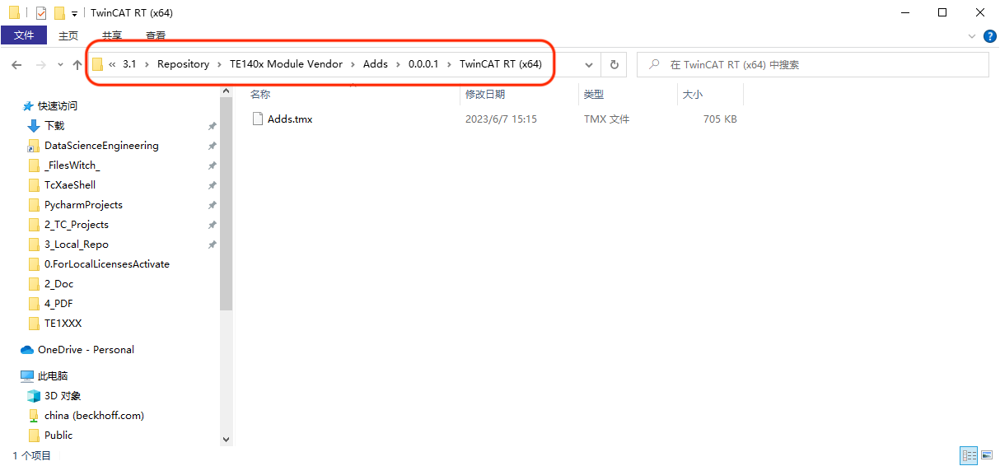 TwinCAT RT (x64)
文件 主页 共享 查看
« 3.1 › Repository › TE140x Module Vendor › Adds › 0.0.0.1 › TwinCAT RT (x64)
在 TwinCAT RT (x64) 中搜索
名称 修改日期 类型 大小
Adds.tmx 2023/6/7 15:15 TMX 文件 705 KB
快速访问
下载
DataScienceEngineering
_FilesWitch_
TcXaeShell
PycharmProjects
2_TC_Projects
3_Local_Repo
0.ForLocalLicensesActivate
2_Doc
4_PDF
TE1XXX
OneDrive - Personal
此电脑
3D 对象
china (beckhoff.com)
Public
1 个项目